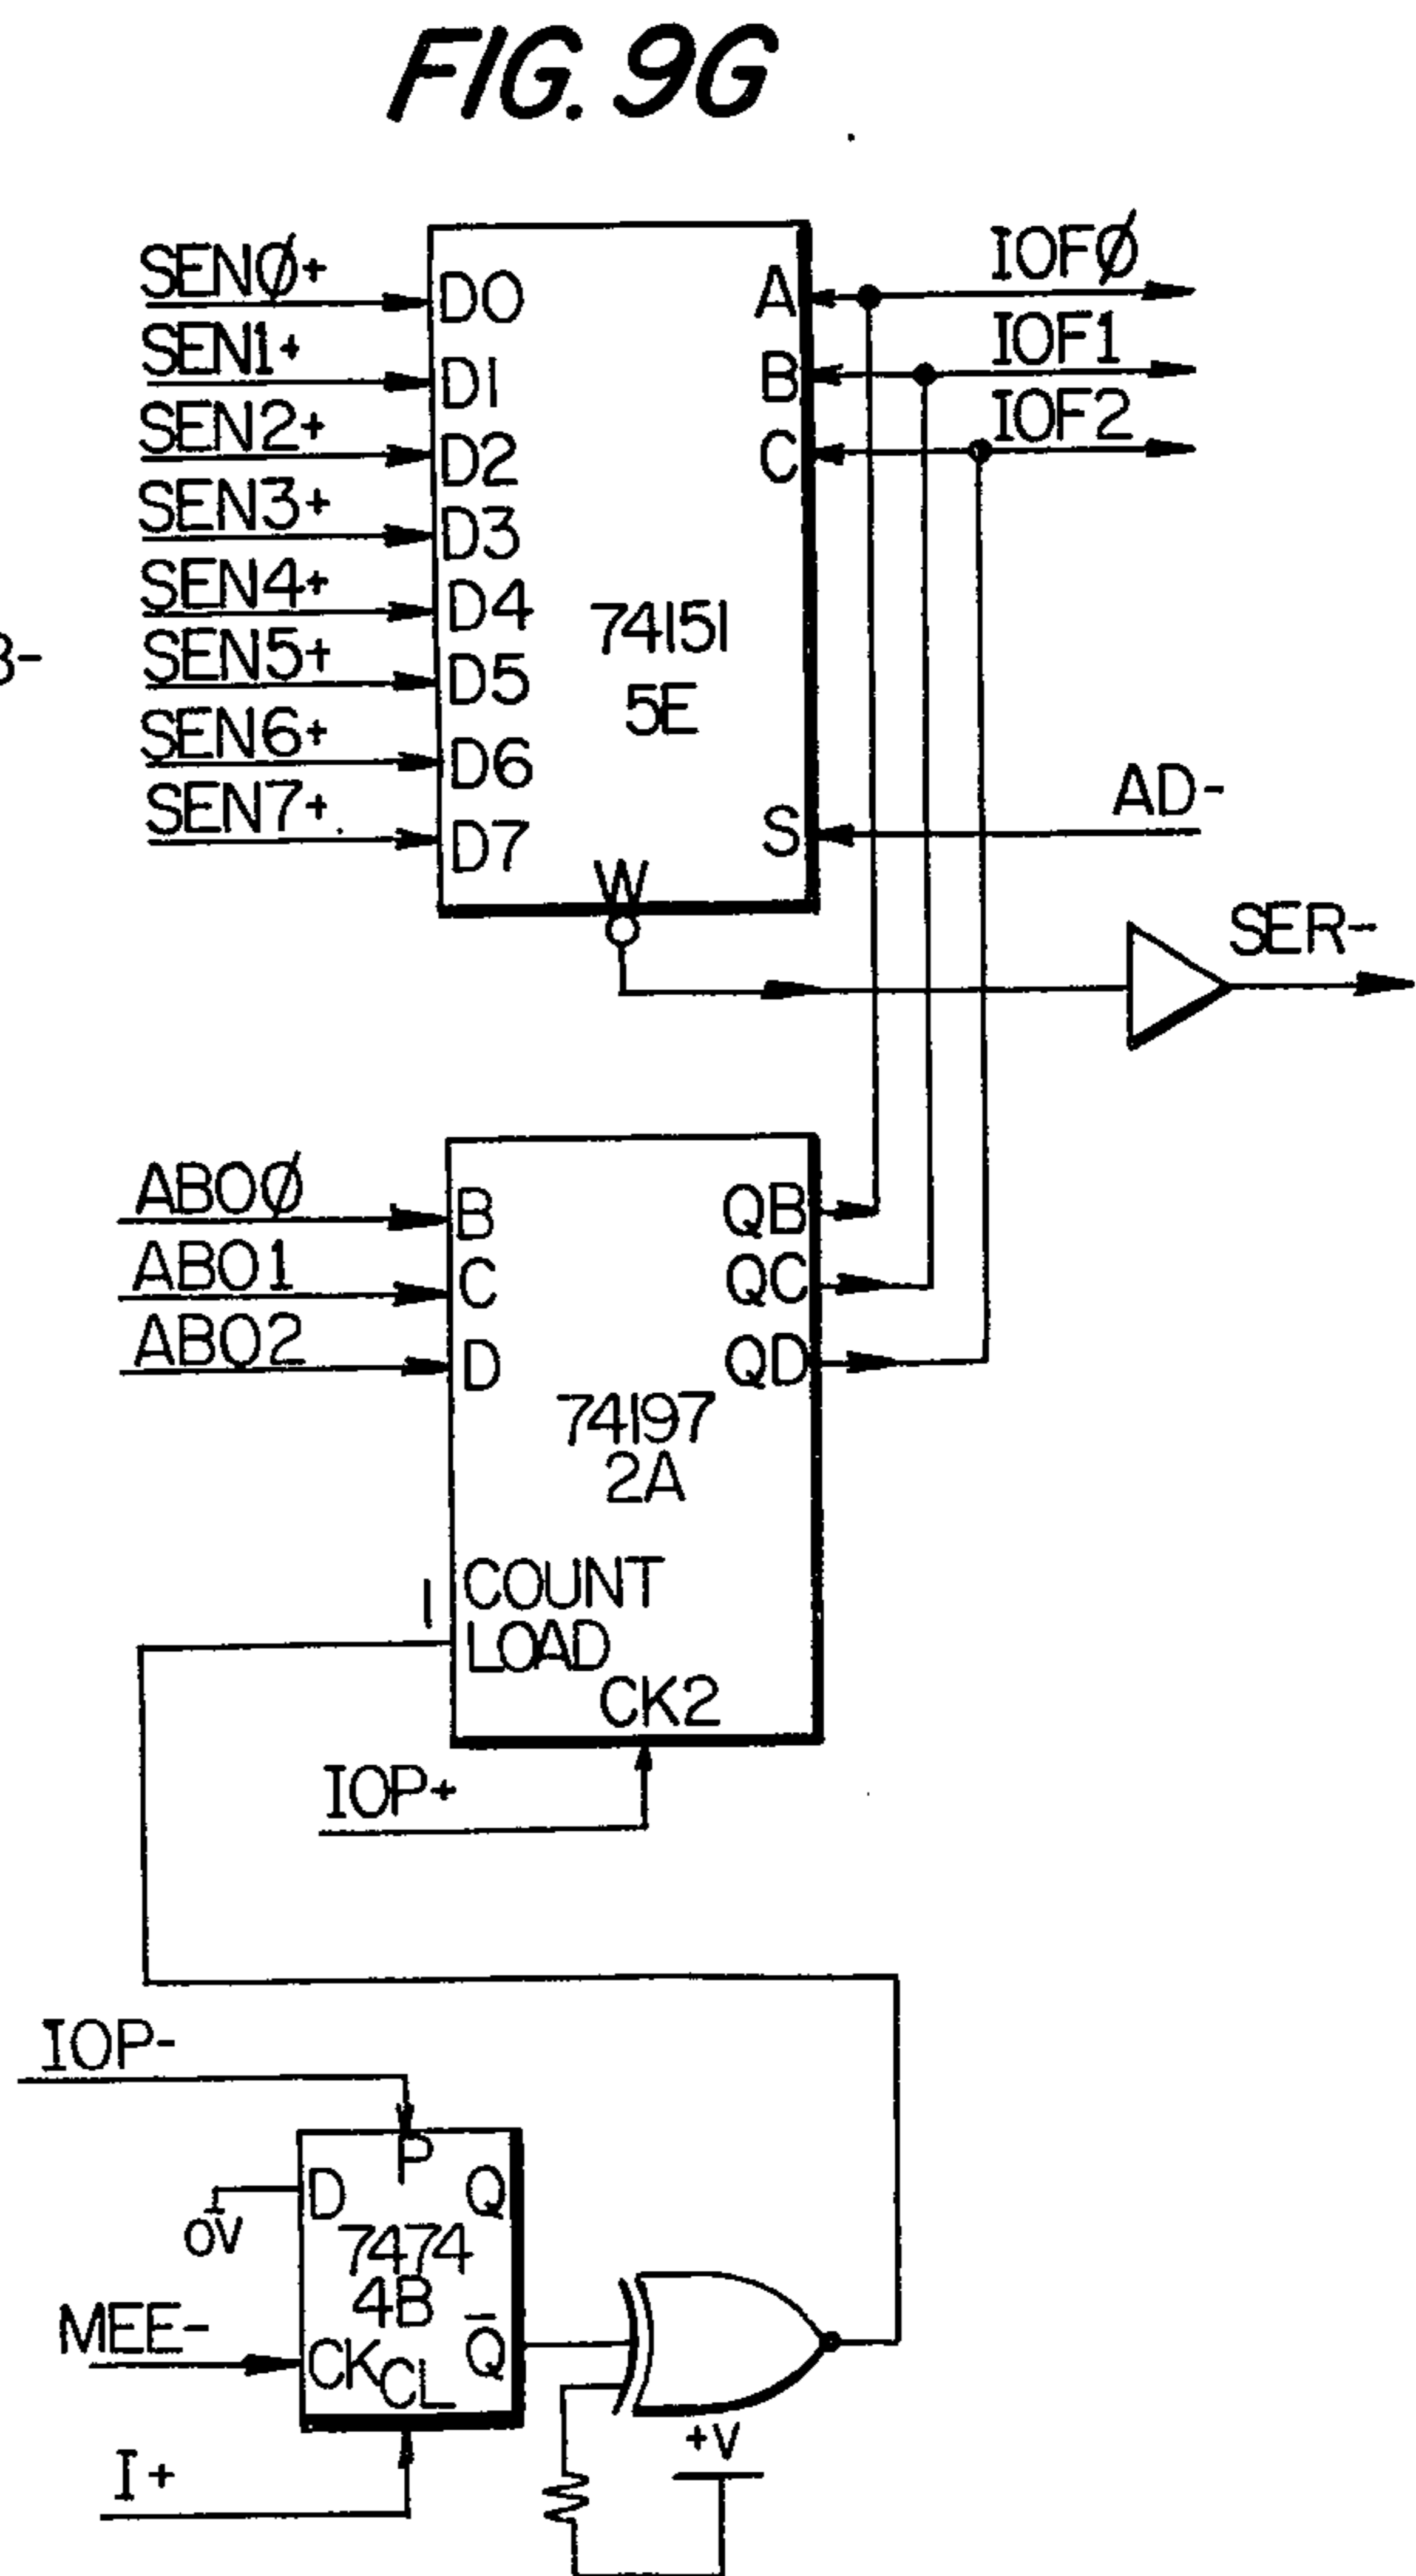 FIG. 9G
SENØ+
SEN1+
SEN2+
SEN3+
SEN4+
SEN5+
SEN6+
SEN7+
D0
D1
D2
D3
D4
D5
D6
D7
74151
5E
A
B
C
S
W
IOFØ
IOF1
IOF2
AD-
SER-
ABOØ
ABO1
ABO2
B
C
D
QB
QC
QD
74197
2A
1
COUNT
LOAD
CK2
IOP+
IOP-
P
D
Q
0V
7474
4B
MEE-
CK
CL
Q̅
I+
+V